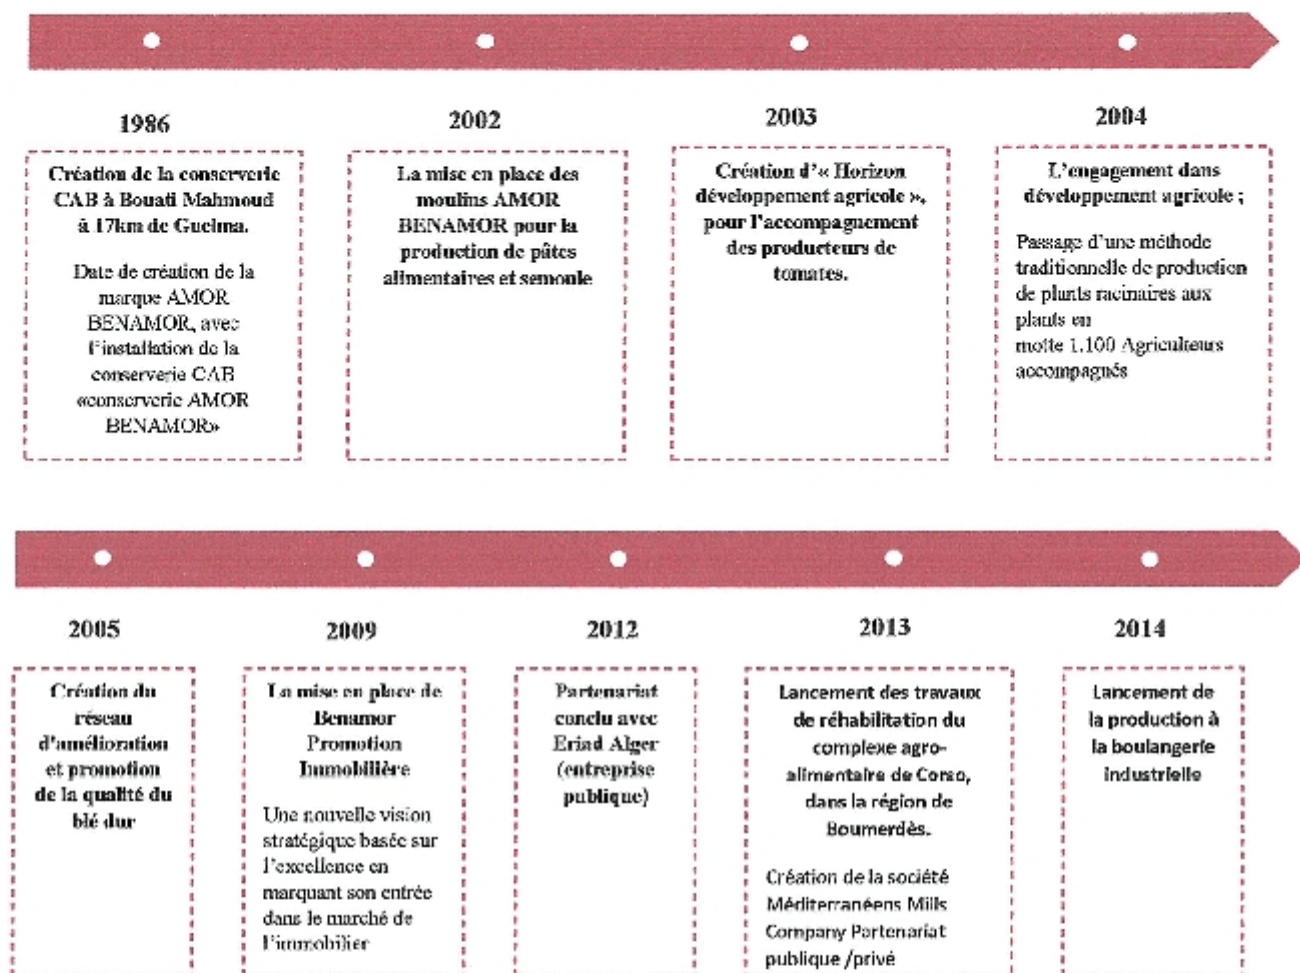 1986
Création de la conserverie
CAB à Bouati Mahmoud
à 17km de Guelma.
Date de création de la
marque AMOR
BENAMOR, avec
l'installation de la
conserverie CAB
«conserverie AMOR
BENAMOR»
2002
La mise en place des
moulins AMOR
BENAMOR pour la
production de pâtes
alimentaires et semoule
2003
Création d'« Horizon
développement agricole »,
pour l'accompagnement
des producteurs de
tomates.
2004
L'engagement dans
développement agricole ;
Passage d'une méthode
traditionnelle de production
de plants racinaires aux
plants en
motte 1.100 Agriculteurs
accompagnés
2005
Création du
réseau
d'amélioration
et promotion
de la qualité du
blé dur
2009
La mise en place de
Benamor
Promotion
Immobilière
Une nouvelle vision
stratégique basée sur
l'excellence en
marquant son entrée
dans le marché de
l'immobilier
2012
Partenariat
conclu avec
Eriad Alger
(entreprise
publique)
2013
Lancement des travaux
de réhabilitation du
complexe agro-
alimentaire de Corso,
dans la région de
Boumerdès.
Création de la société
Méditerranéens Mills
Company Partenariat
publique /privé
2014
Lancement de
la production à
la boulangerie
industrielle